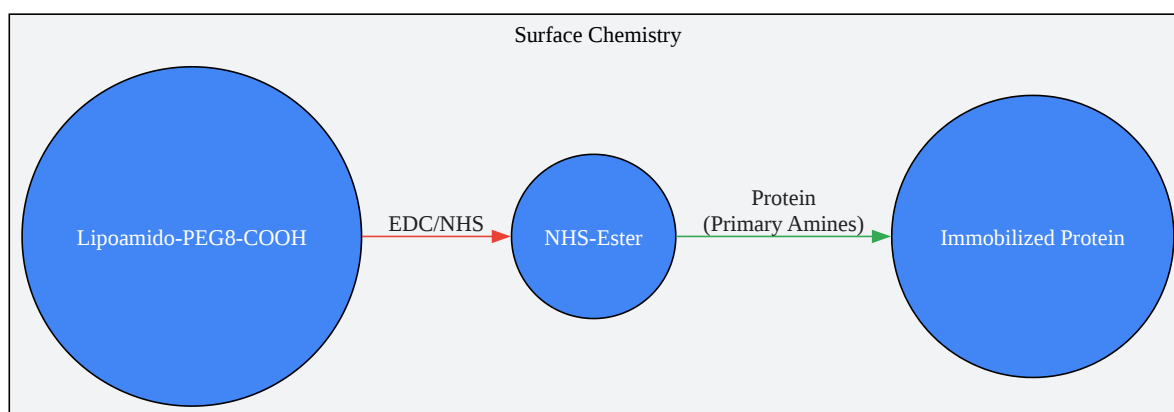 Surface Chemistry
Lipoamido-PEG8-COOH
EDC/NHS
NHS-Ester
Protein
(Primary Amines)
Immobilized Protein